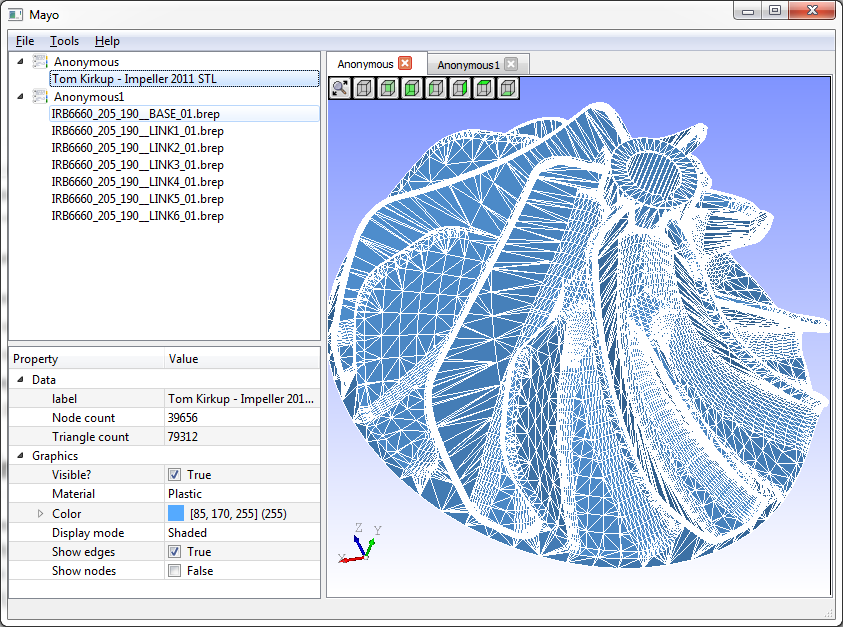 Mayo
File Tools Help
Anonymous
Tom Kirkup - Impeller 2011 STL
Anonymous1
IRB6660_205_190__BASE_01.brep
IRB6660_205_190__LINK1_01.brep
IRB6660_205_190__LINK2_01.brep
IRB6660_205_190__LINK3_01.brep
IRB6660_205_190__LINK4_01.brep
IRB6660_205_190__LINK5_01.brep
IRB6660_205_190__LINK6_01.brep
Property Value
Data
label Tom Kirkup - Impeller 201...
Node count 39656
Triangle count 79312
Graphics
Visible? True
Material Plastic
Color [85, 170, 255] (255)
Display mode Shaded
Show edges True
Show nodes False
Anonymous Anonymous1
Z Y
X